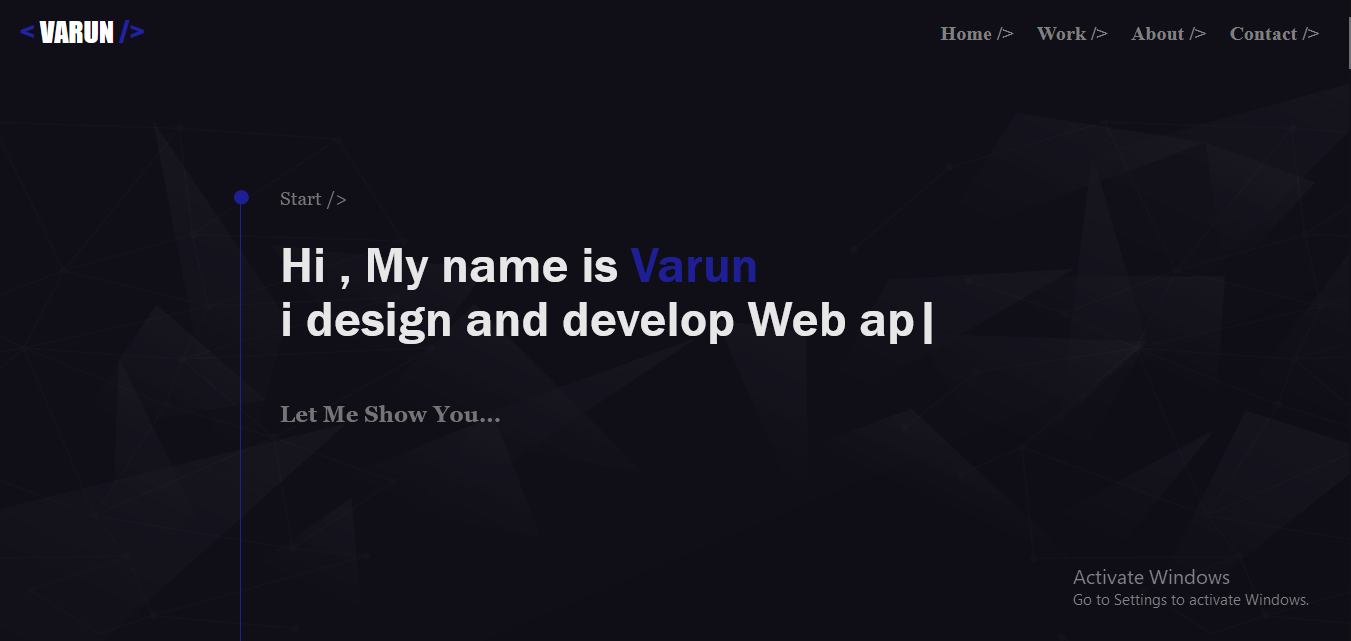 < VARUN />
Home /> Work /> About /> Contact />
Start />
Hi , My name is Varun
i design and develop Web ap|
Let Me Show You...
Activate Windows
Go to Settings to activate Windows.